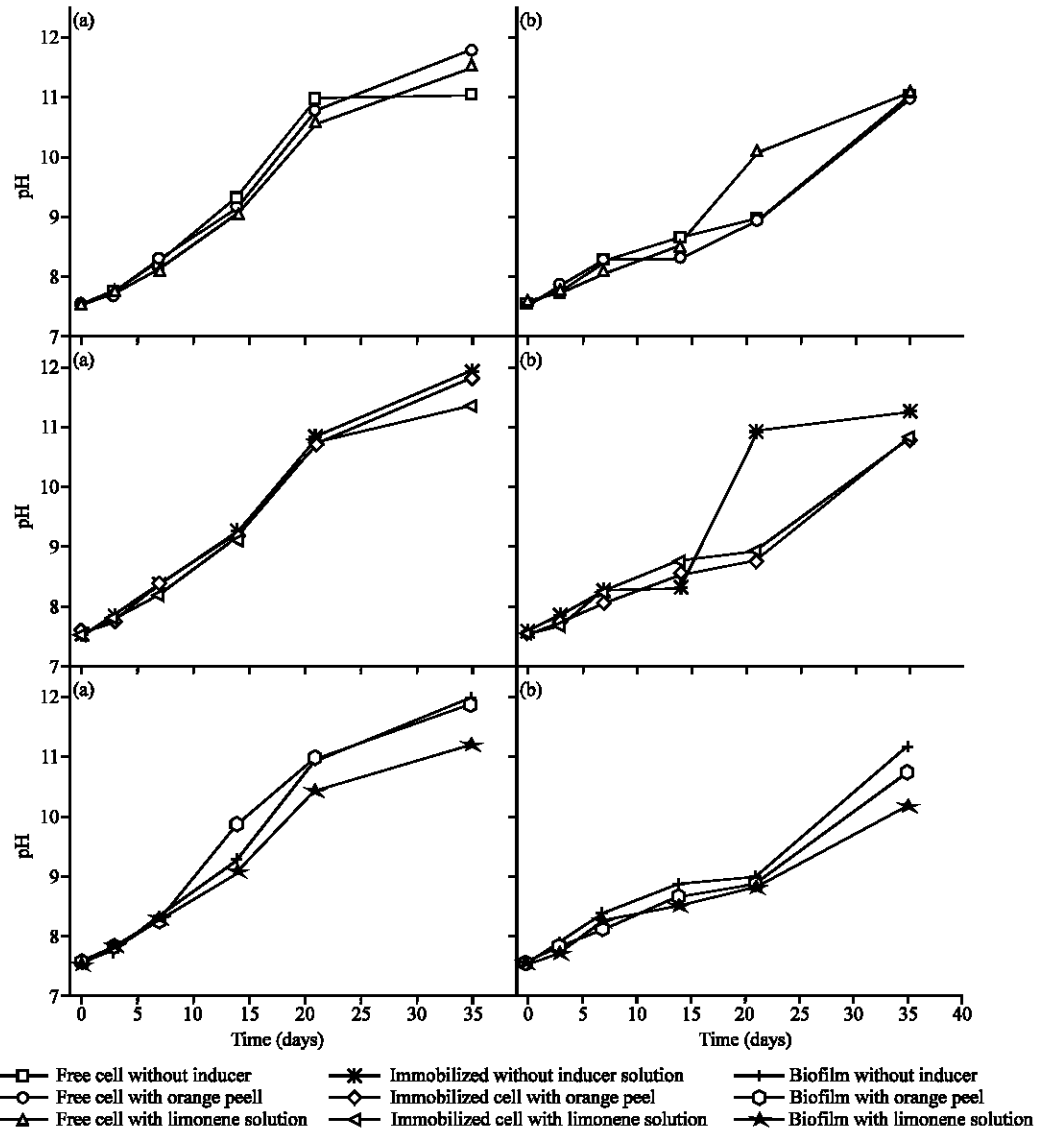 (a)
(b)
12
11
10
9
8
7
pH
(a)
(b)
12
11
10
9
8
7
pH
(a)
(b)
12
11
10
9
8
7
pH
0 5 10 15 20 25 30 35 0 5 10 15 20 25 30 35 40
Time (days) Time (days)
Free cell without inducer Immobilized without inducer solution Biofilm without inducer
Free cell with orange peell Immobilized cell with orange peel Biofilm with orange peel
Free cell with limonene solution Immobilized cell with limonene solution Biofilm with limonene solution